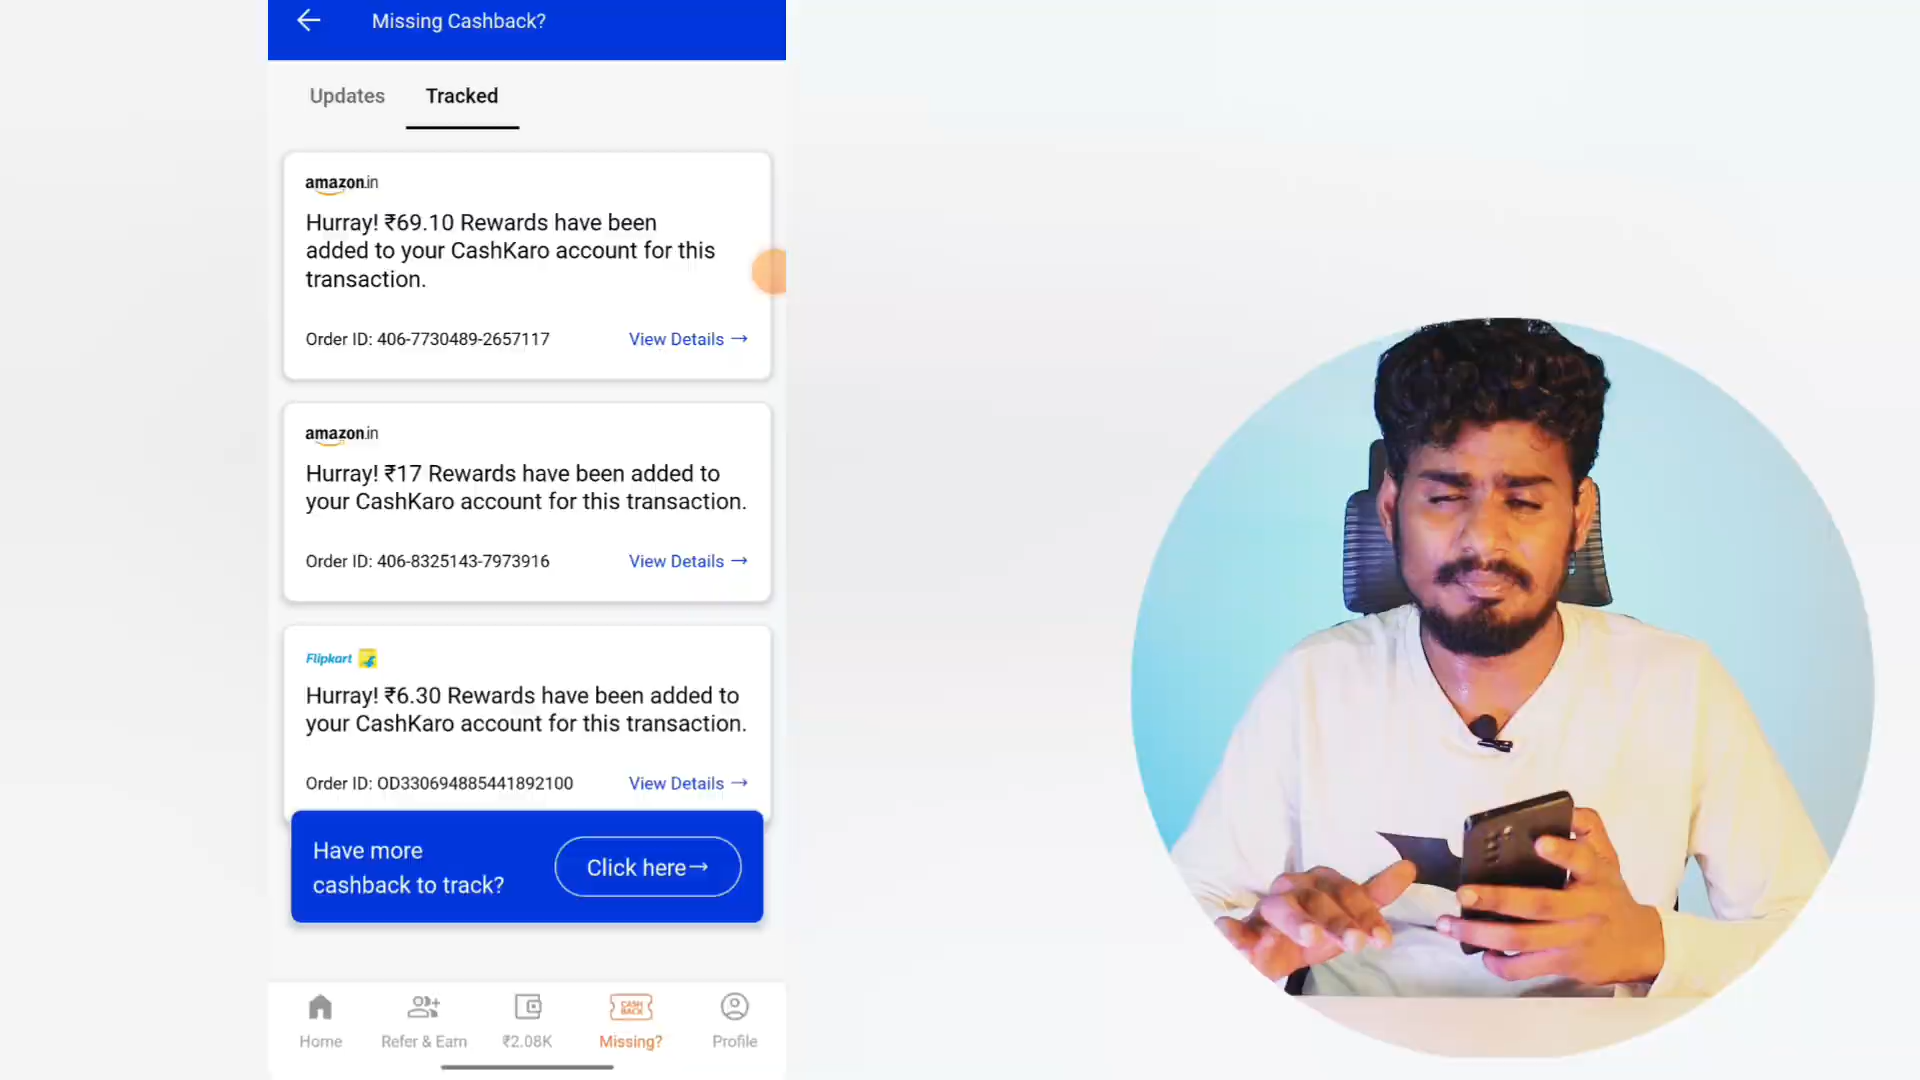 Missing Cashback?
Updates
Tracked
amazon.in
Hurray! ₹69.10 Rewards have been
added to your CashKaro account for this
transaction.
Order ID: 406-7730489-2657117
View Details →
amazon.in
Hurray! ₹17 Rewards have been added to
your CashKaro account for this transaction.
Order ID: 406-8325143-7973916
View Details →
Flipkart
Hurray! ₹6.30 Rewards have been added to
your CashKaro account for this transaction.
Order ID: OD330694885441892100
View Details →
Have more
cashback to track?
Click here→
CASH
BACK
Home
Refer & Earn
₹2.08K
Missing?
Profile